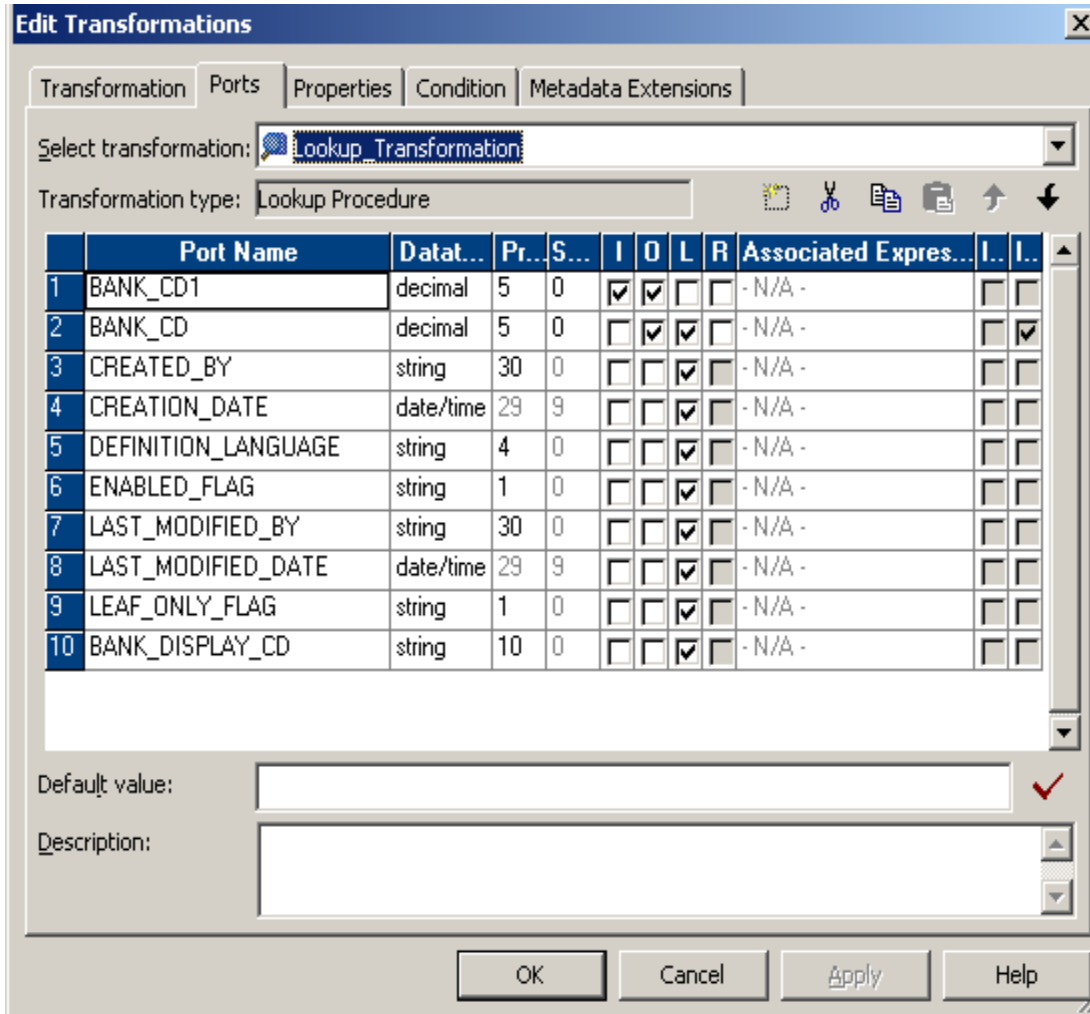 Edit Transformations
Transformation Ports Properties Condition Metadata Extensions
Select transformation: Lookup_Transformation
Transformation type: Lookup Procedure
Port Name Datat... Pr... S... I O L R Associated Expres... I.. I..
1 BANK_CD1 decimal 5 0 - N/A -
2 BANK_CD decimal 5 0 - N/A -
3 CREATED_BY string 30 0 - N/A -
4 CREATION_DATE date/time 29 9 - N/A -
5 DEFINITION_LANGUAGE string 4 0 - N/A -
6 ENABLED_FLAG string 1 0 - N/A -
7 LAST_MODIFIED_BY string 30 0 - N/A -
8 LAST_MODIFIED_DATE date/time 29 9 - N/A -
9 LEAF_ONLY_FLAG string 1 0 - N/A -
10 BANK_DISPLAY_CD string 10 0 - N/A -
Default value:
Description:
OK Cancel Apply Help